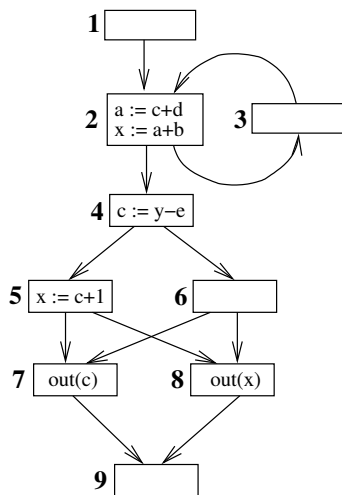 1
2
a := c+d
x := a+b
3
4
c := y−e
5
x := c+1
6
7
out(c)
8
out(x)
9